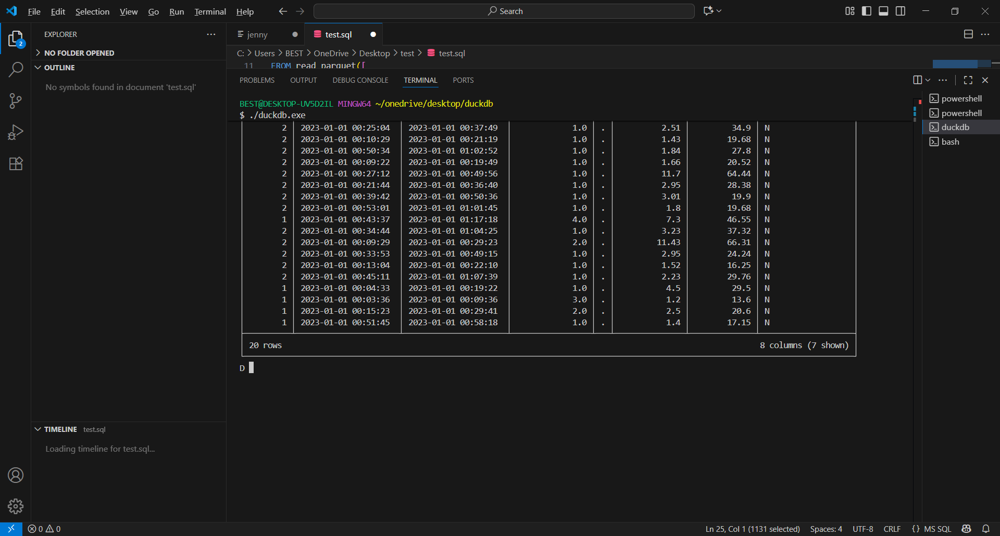 File Edit Selection View Go Run Terminal Help Search
EXPLORER
NO FOLDER OPENED
OUTLINE
No symbols found in document 'test.sql'
TIMELINE test.sql
Loading timeline for test.sql...
2
jenny test.sql
C: > Users > BEST > OneDrive > Desktop > test > test.sql
11 FROM read_parquet([
PROBLEMS OUTPUT DEBUG CONSOLE TERMINAL PORTS
BEST@DESKTOP-UV5D2IL MINGW64 ~/onedrive/desktop/duckdb
$ ./duckdb.exe
2 2023-01-01 00:25:04 2023-01-01 00:37:49 1.0 . 2.51 34.9 N
2 2023-01-01 00:10:29 2023-01-01 00:21:19 1.0 . 1.43 19.68 N
2 2023-01-01 00:50:34 2023-01-01 01:02:52 1.0 . 1.84 27.8 N
2 2023-01-01 00:09:22 2023-01-01 00:19:49 1.0 . 1.66 20.52 N
2 2023-01-01 00:27:12 2023-01-01 00:49:56 1.0 . 11.7 64.44 N
2 2023-01-01 00:21:44 2023-01-01 00:36:40 1.0 . 2.95 28.38 N
2 2023-01-01 00:39:42 2023-01-01 00:50:36 1.0 . 3.01 19.9 N
2 2023-01-01 00:53:01 2023-01-01 01:01:45 1.0 . 1.8 19.68 N
1 2023-01-01 00:43:37 2023-01-01 01:17:18 4.0 . 7.3 46.55 N
2 2023-01-01 00:34:44 2023-01-01 01:04:25 1.0 . 3.23 37.32 N
2 2023-01-01 00:09:29 2023-01-01 00:29:23 2.0 . 11.43 66.31 N
2 2023-01-01 00:33:53 2023-01-01 00:49:15 1.0 . 2.95 24.24 N
2 2023-01-01 00:13:04 2023-01-01 00:22:10 1.0 . 1.52 16.25 N
2 2023-01-01 00:45:11 2023-01-01 01:07:39 1.0 . 2.23 29.76 N
1 2023-01-01 00:04:33 2023-01-01 00:19:22 1.0 . 4.5 29.5 N
1 2023-01-01 00:03:36 2023-01-01 00:09:36 3.0 . 1.2 13.6 N
1 2023-01-01 00:15:23 2023-01-01 00:29:41 2.0 . 2.5 20.6 N
1 2023-01-01 00:51:45 2023-01-01 00:58:18 1.0 . 1.4 17.15 N
20 rows 8 columns (7 shown)
D
powershell
powershell
duckdb
bash
0 0 Ln 25, Col 1 (1131 selected) Spaces: 4 UTF-8 CRLF {} MS SQL